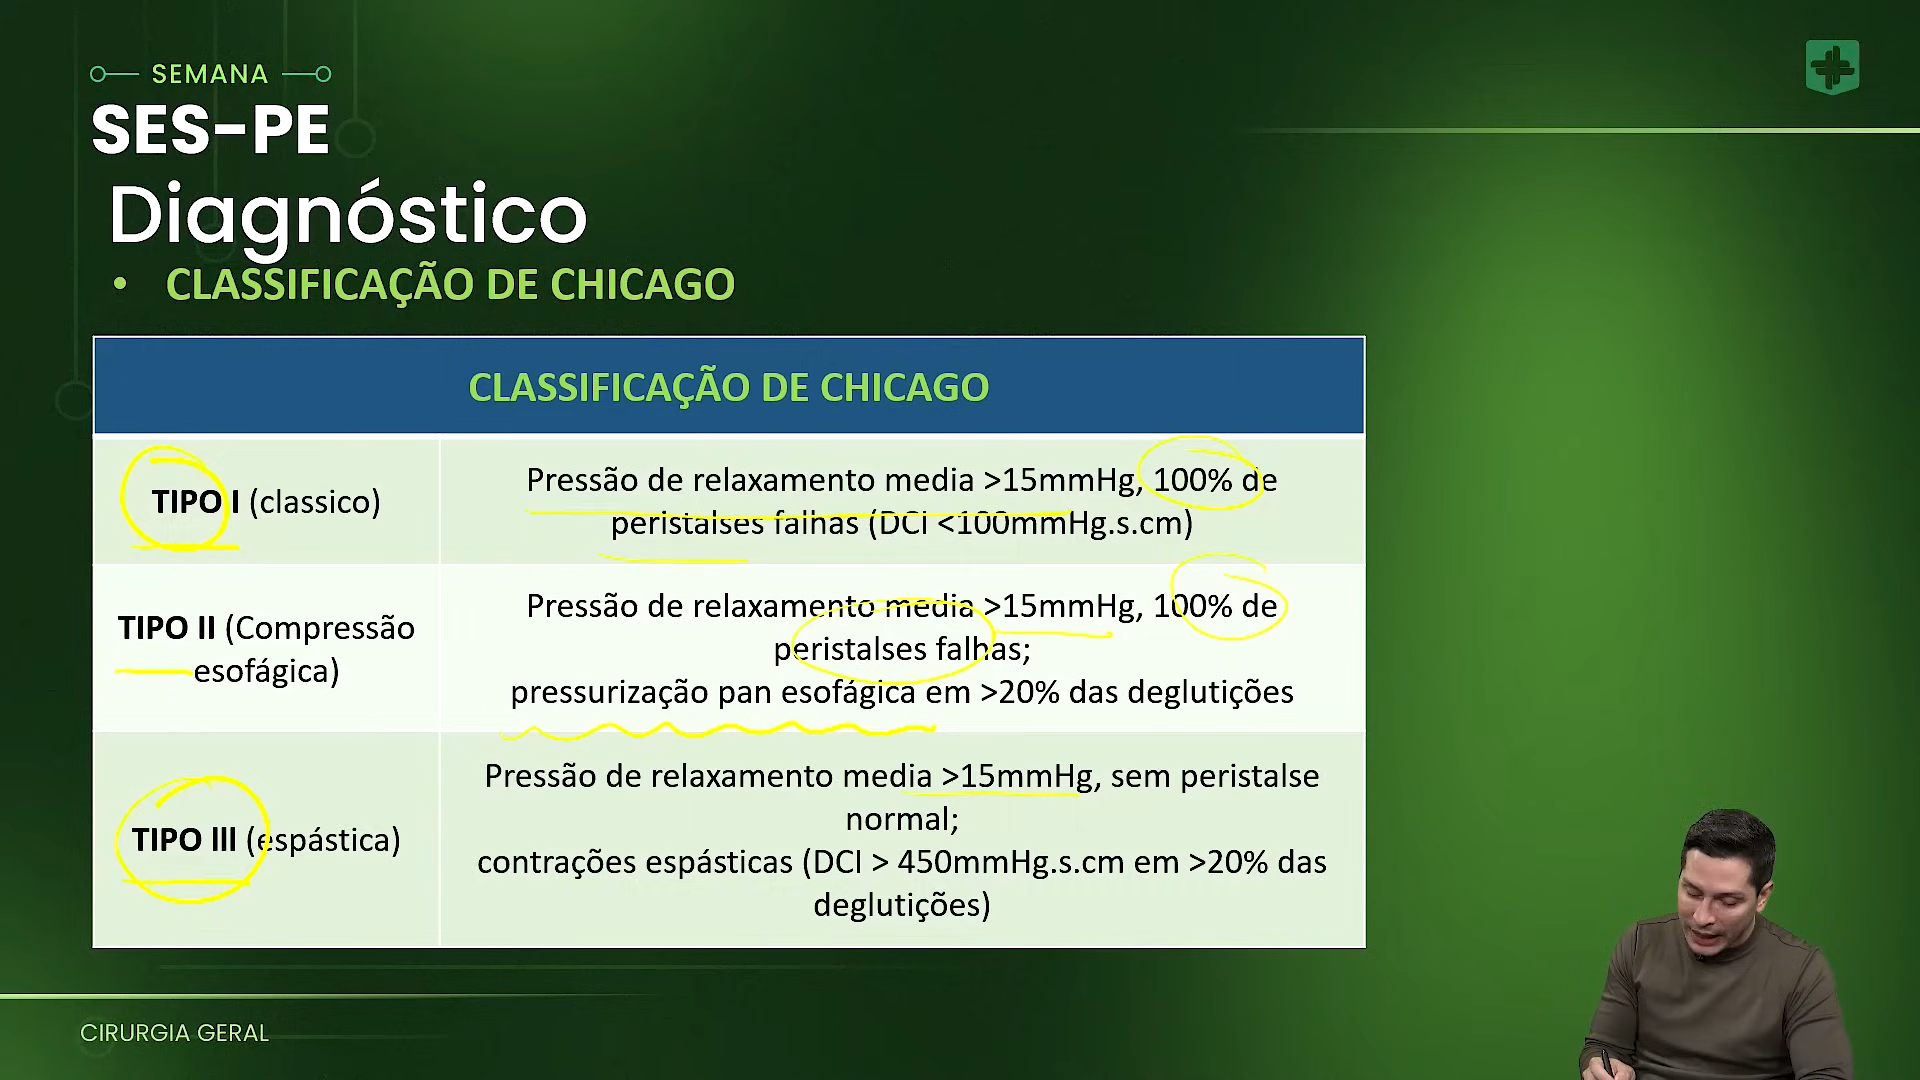 SEMANA
SES-PE
Diagnóstico
• CLASSIFICAÇÃO DE CHICAGO
CLASSIFICAÇÃO DE CHICAGO
TIPO I (classico)
Pressão de relaxamento media >15mmHg, 100% de
peristalses falhas (DCI <100mmHg.s.cm)
TIPO II (Compressão
esofágica)
Pressão de relaxamento media >15mmHg, 100% de
peristalses falhas;
pressurização pan esofágica em >20% das deglutições
TIPO III (espástica)
Pressão de relaxamento media >15mmHg, sem peristalse
normal;
contrações espásticas (DCI > 450mmHg.s.cm em >20% das
deglutições)
CIRURGIA GERAL